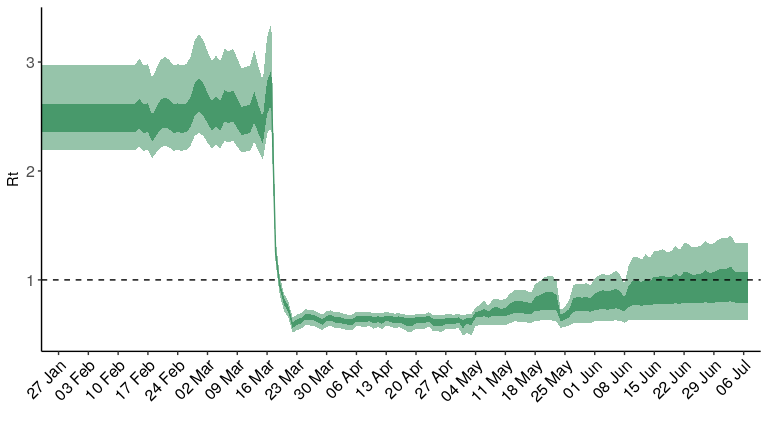 3
2
1
Rt
27 Jan
03 Feb
10 Feb
17 Feb
24 Feb
02 Mar
09 Mar
16 Mar
23 Mar
30 Mar
06 Apr
13 Apr
20 Apr
27 Apr
04 May
11 May
18 May
25 May
01 Jun
08 Jun
15 Jun
22 Jun
29 Jun
06 Jul